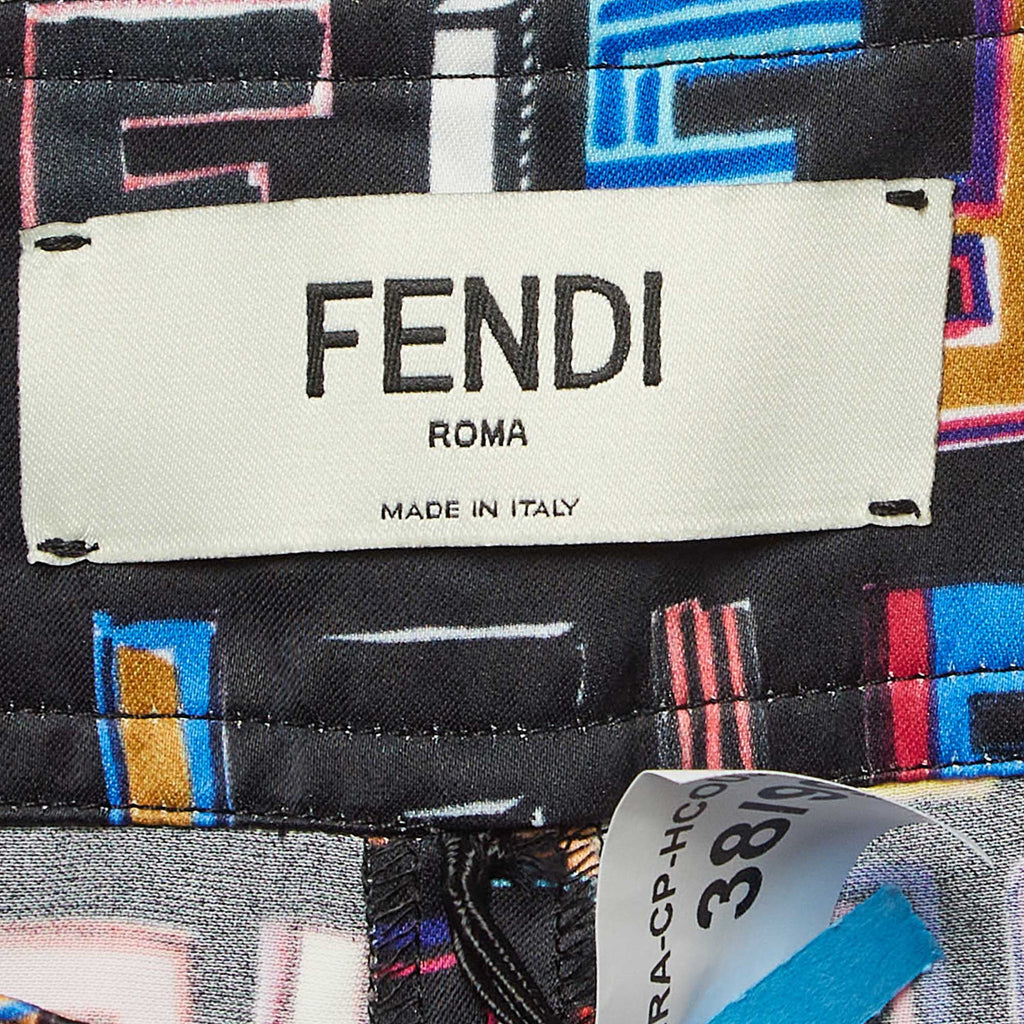 FENDI
ROMA
MADE IN ITALY
RA-CP-HCO
38/9